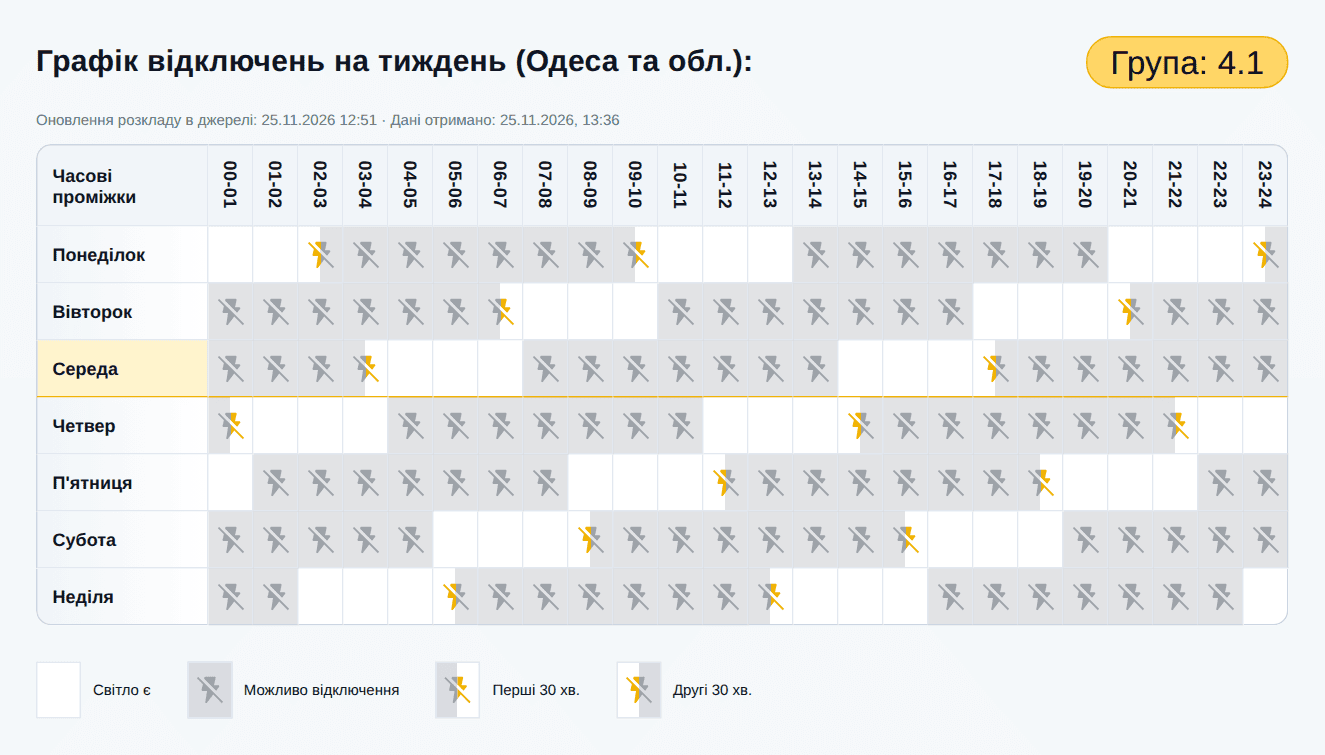 Графік відключень на тиждень (Одеса та обл.):
Група: 4.1
Оновлення розкладу в джерелі: 25.11.2026 12:51 · Дані отримано: 25.11.2026, 13:36
Часові
проміжки
00-01 01-02 02-03 03-04 04-05 05-06 06-07 07-08 08-09 09-10 10-11 11-12 12-13 13-14 14-15 15-16 16-17 17-18 18-19 19-20 20-21 21-22 22-23 23-24
Понеділок
Вівторок
Середа
Четвер
П'ятниця
Субота
Неділя
Світло є
Можливо відключення
Перші 30 хв.
Другі 30 хв.